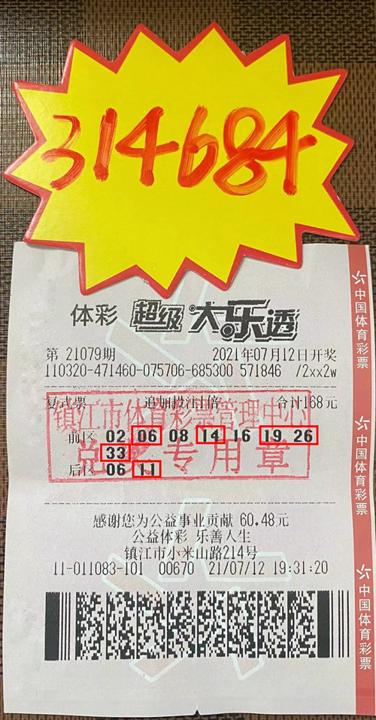 314684
体彩 超级大乐透
第 21079期 2021年07月12日开奖
110320-471460-075706-685300 571846 /2xx2w
复式票 追加投注1倍 合计168元
镇江市体育彩票管理中心
前区 02 06 08 14 16 19 26
33
兑奖专用章
后区 06 11
感谢您为公益事业贡献 60.48元
公益体彩 乐善人生
镇江市小米山路214号
11-011083-101 00670 21/07/12 19:31:20
中国体育彩票
中国体育彩票
中国体育彩票